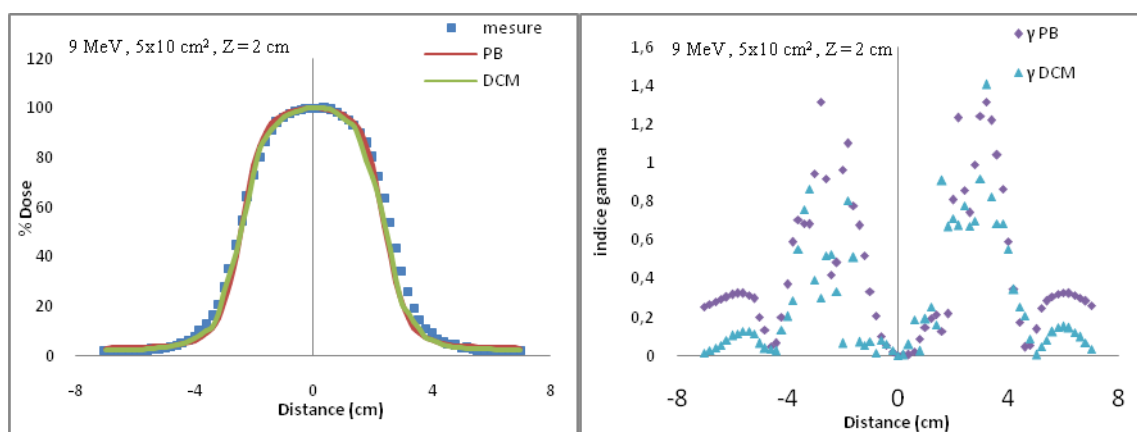 9 MeV , 5x10 cm², Z = 2 cm
mesure
PB
DCM
120
100
80
60
40
20
0
% Dose
-8
-4
0
4
8
Distance (cm)
9 MeV , 5x10 cm², Z = 2 cm
γ PB
γ DCM
1,6
1,4
1,2
1
0,8
0,6
0,4
0,2
0
indice gamma
-8
-4
0
4
8
Distance (cm)